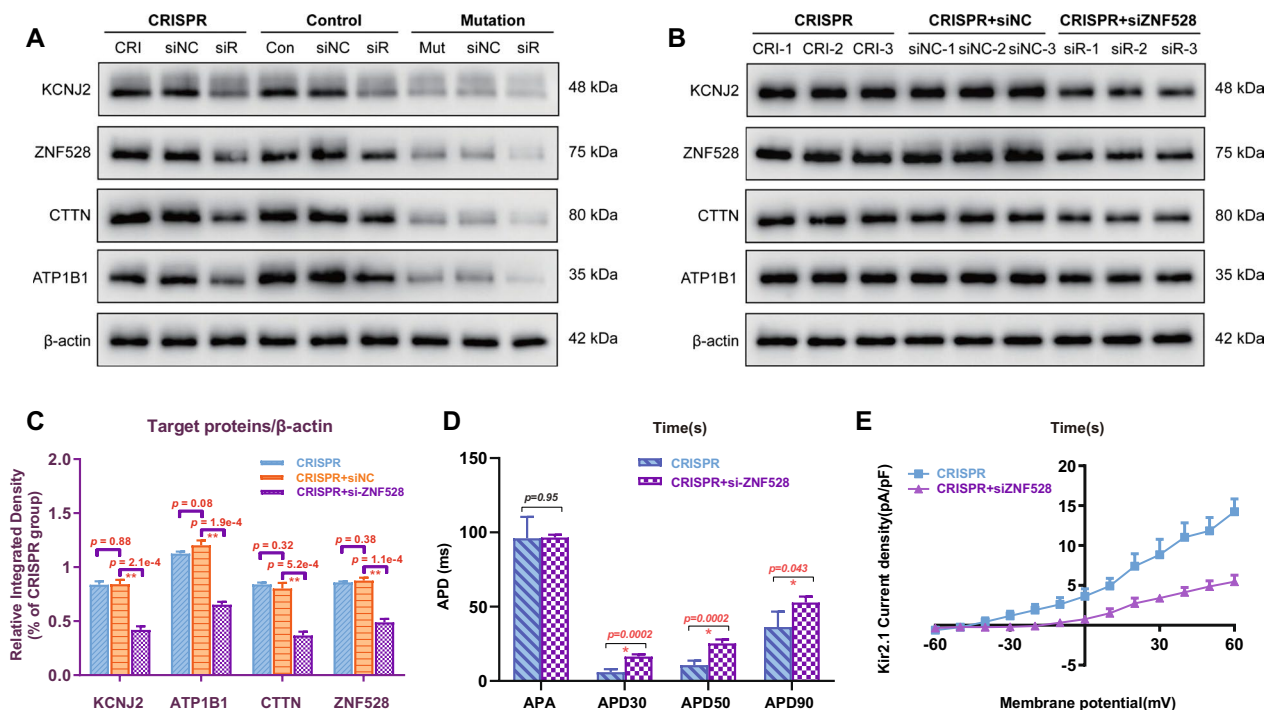 A
CRISPR Control Mutation
CRI siNC siR Con siNC siR Mut siNC siR
KCNJ2 48 kDa
ZNF528 75 kDa
CTTN 80 kDa
ATP1B1 35 kDa
β-actin 42 kDa
B
CRISPR CRISPR+siNC CRISPR+siZNF528
CRI-1 CRI-2 CRI-3 siNC-1 siNC-2 siNC-3 siR-1 siR-2 siR-3
KCNJ2 48 kDa
ZNF528 75 kDa
CTTN 80 kDa
ATP1B1 35 kDa
β-actin 42 kDa
C
Target proteins/β-actin
Relative Integrated Density
(% of CRISPR group)
2.0
1.5
1.0
0.5
0.0
CRISPR
CRISPR+siNC
CRISPR+si-ZNF528
p = 0.88
p = 2.1e-4
**
p = 0.08
p = 1.9e-4
**
p = 0.32
p = 5.2e-4
**
p = 0.38
p = 1.1e-4
**
KCNJ2 ATP1B1 CTTN ZNF528
D
Time(s)
APD (ms)
150
100
50
0
CRISPR
CRISPR+si-ZNF528
p=0.95
p=0.0002
*
p=0.0002
*
p=0.043
*
APA APD30 APD50 APD90
E
Time(s)
CRISPR
CRISPR+siZNF528
Kir2.1 Current density(pA/pF)
20
15
10
5
-5
-60 -30 30 60
Membrane potential(mV)